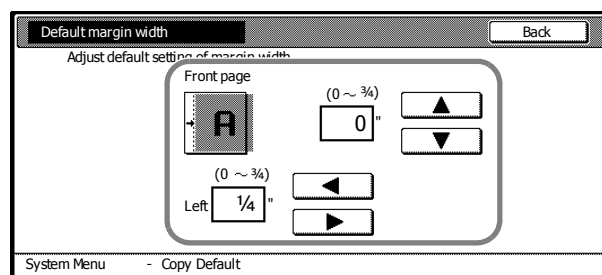 Default margin width
Back
Adjust default setting of margin width
Front page
(0 ~ ¾)
A
0 "
(0 ~ ¾)
Left ¼ "
System Menu - Copy Default